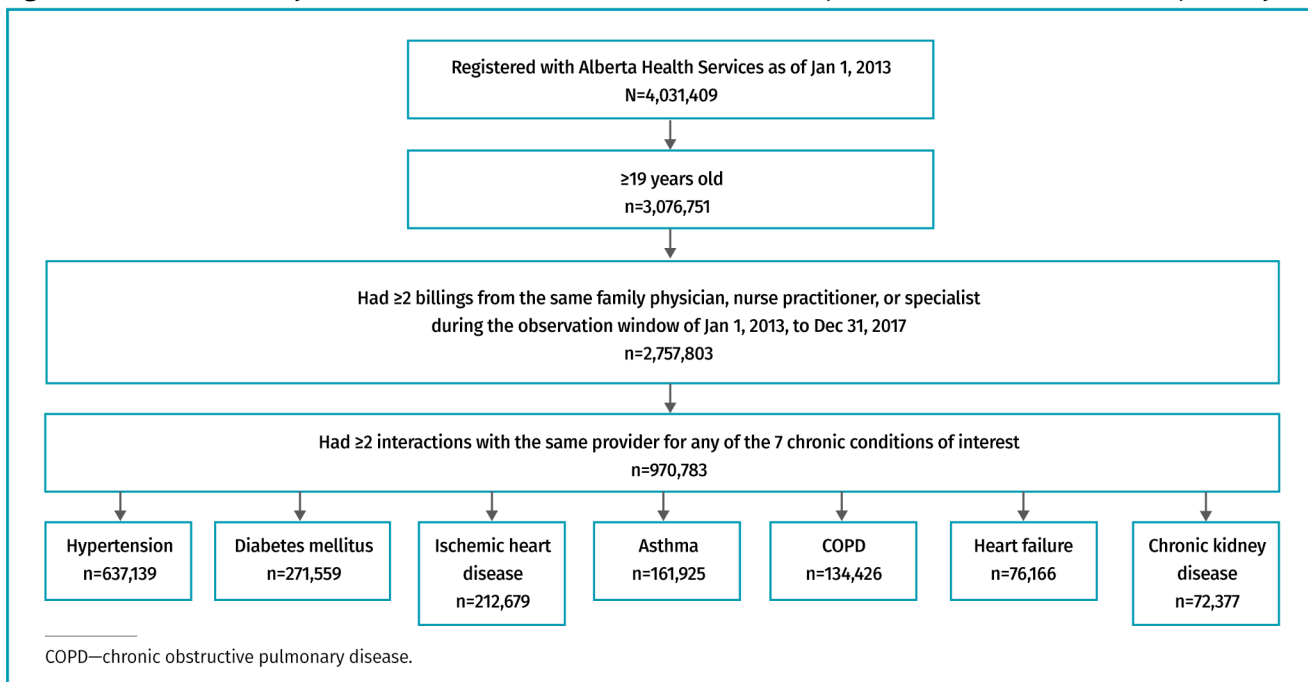 Registered with Alberta Health Services as of Jan 1, 2013
N=4,031,409
≥19 years old
n=3,076,751
Had ≥2 billings from the same family physician, nurse practitioner, or specialist
during the observation window of Jan 1, 2013, to Dec 31, 2017
n=2,757,803
Had ≥2 interactions with the same provider for any of the 7 chronic conditions of interest
n=970,783
Hypertension
n=637,139
Diabetes mellitus
n=271,559
Ischemic heart
disease
n=212,679
Asthma
n=161,925
COPD
n=134,426
Heart failure
n=76,166
Chronic kidney
disease
n=72,377
COPD—chronic obstructive pulmonary disease.